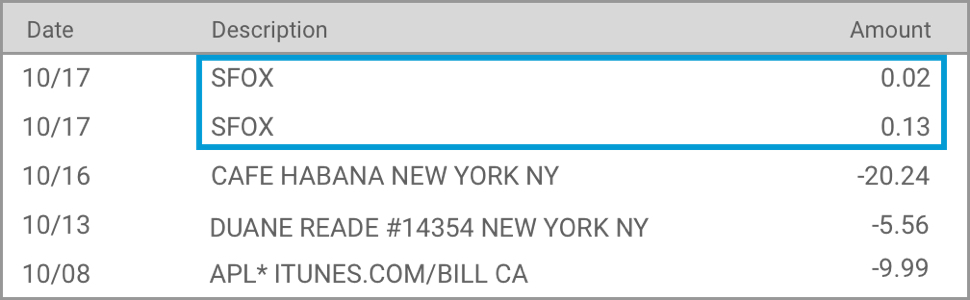 Date Description Amount
10/17 SFOX 0.02
10/17 SFOX 0.13
10/16 CAFE HABANA NEW YORK NY -20.24
10/13 DUANE READE #14354 NEW YORK NY -5.56
10/08 APL* ITUNES.COM/BILL CA -9.99